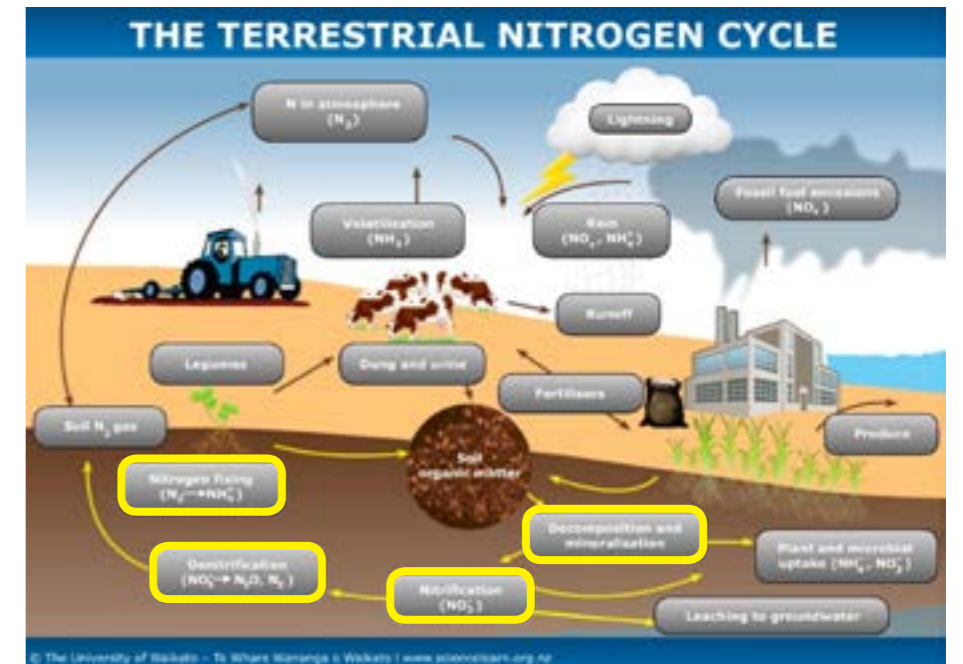 THE TERRESTRIAL NITROGEN CYCLE
N in atmosphere
(N₂)
Lightning
Fossil fuel emissions
(NOₓ)
Volatilisation
(NH₃)
Rain
(NOₓ, NH₄⁺)
Runoff
Legumes
Dung and urine
Fertilisers
Soil N₂ gas
Produce
Soil
organic matter
Nitrogen fixing
(N₂→NH₄⁺)
Decomposition and
mineralisation
Denitrification
(NO₃⁻→ N₂O, N₂)
Plant and microbial
uptake (NH₄⁺, NO₃⁻)
Nitrification
(NO₃⁻)
Leaching to groundwater
© The University of Waikato – Te Whare Wānanga o Waikato | www.sciencelearn.org.nz